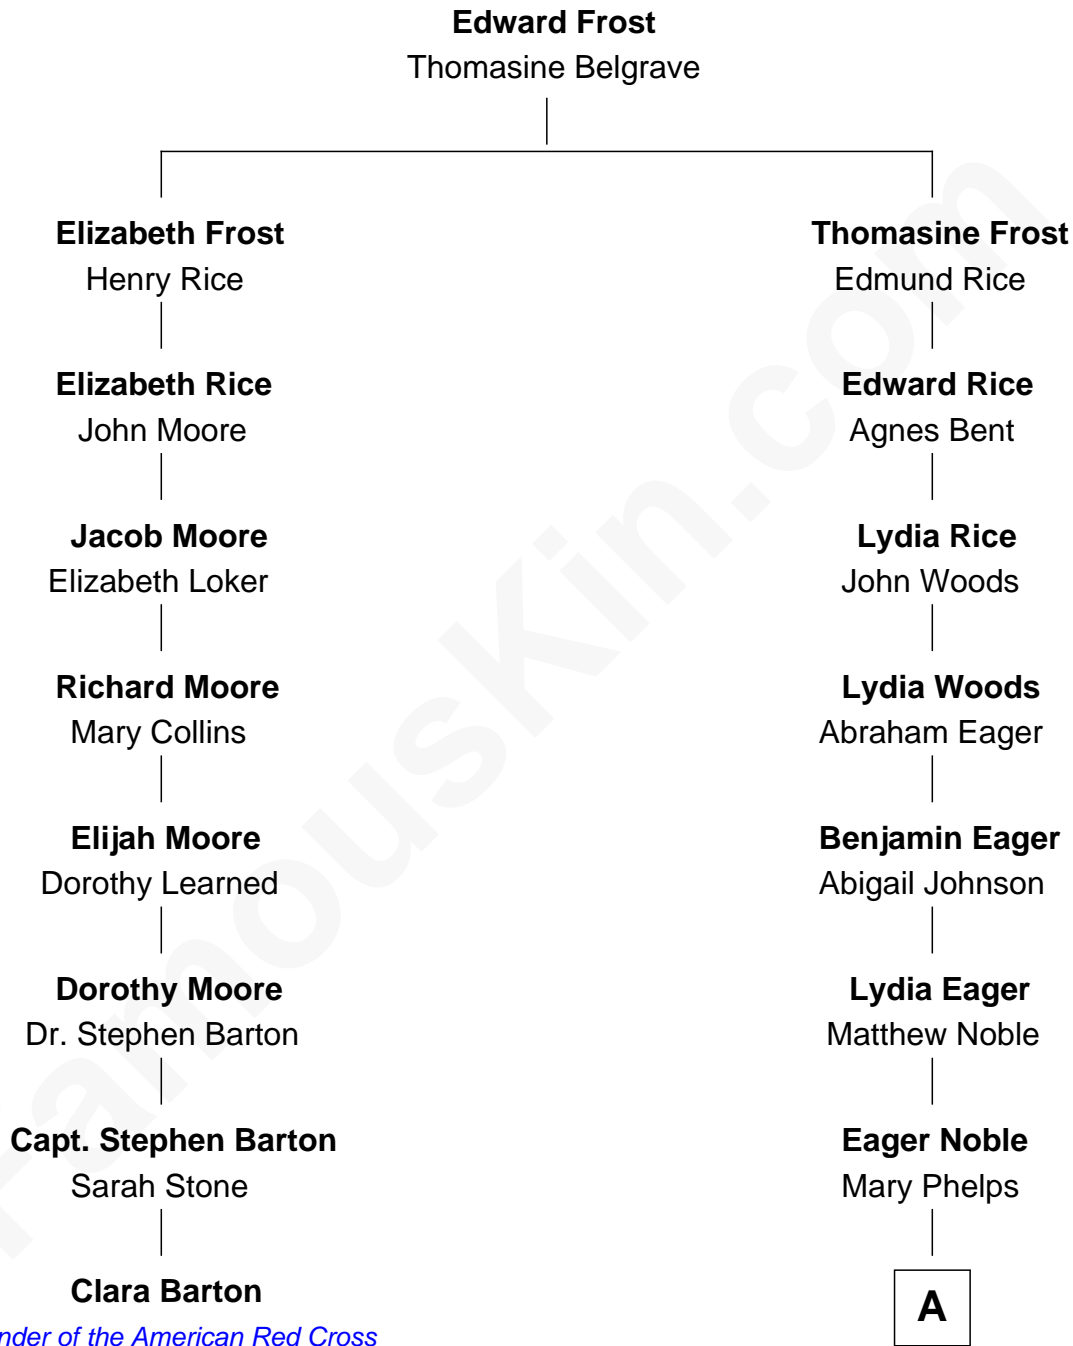 Edward Frost
Thomasine Belgrave
Elizabeth Frost
Henry Rice
Thomasine Frost
Edmund Rice
Elizabeth Rice
John Moore
Edward Rice
Agnes Bent
Jacob Moore
Elizabeth Loker
Lydia Rice
John Woods
Richard Moore
Mary Collins
Lydia Woods
Abraham Eager
Elijah Moore
Dorothy Learned
Benjamin Eager
Abigail Johnson
Dorothy Moore
Dr. Stephen Barton
Lydia Eager
Matthew Noble
Capt. Stephen Barton
Sarah Stone
Eager Noble
Mary Phelps
Clara Barton
nder of the American Red Cross
A
FamousKin.com